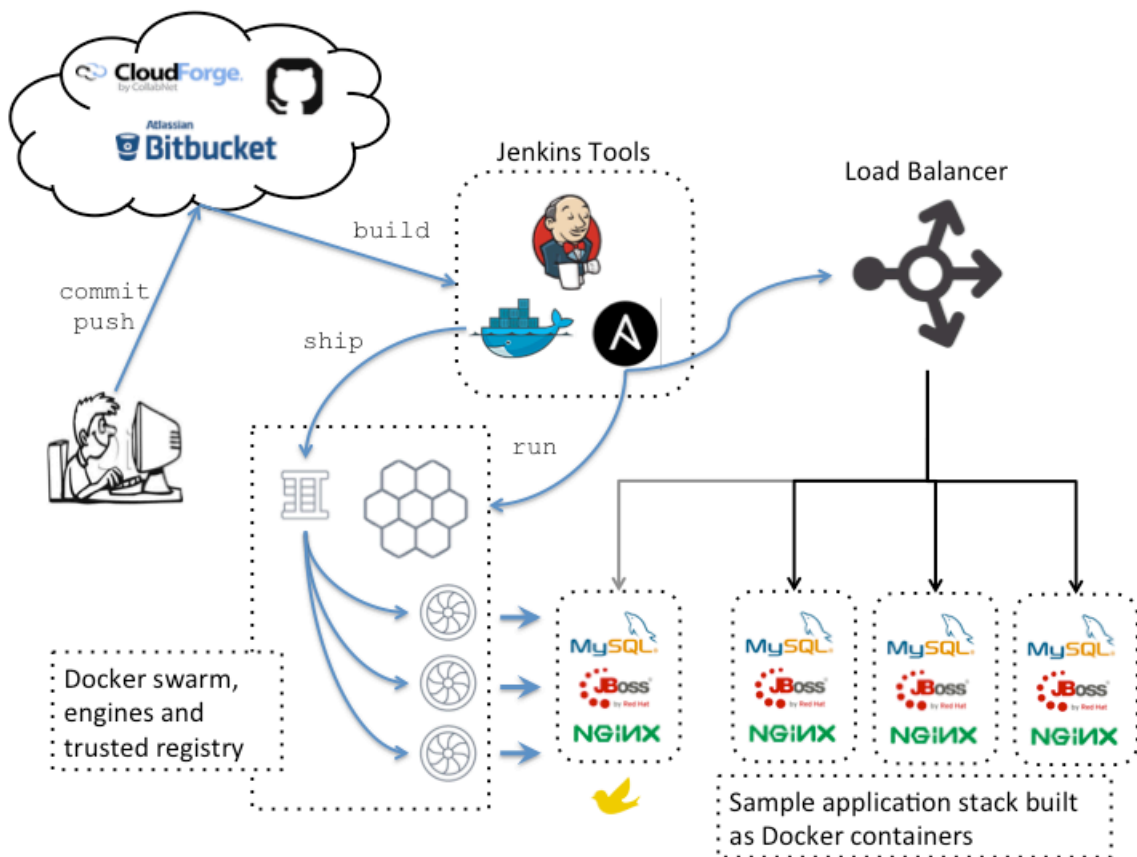 CloudForge®
by CollabNet
Atlassian
Bitbucket
Jenkins Tools
Load Balancer
build
commit
push
ship
run
MySQL®
JBoss®
by Red Hat
NGINX
MySQL®
JBoss®
by Red Hat
NGINX
MySQL®
JBoss®
by Red Hat
NGINX
MySQL®
JBoss®
by Red Hat
NGINX
Docker swarm,
engines and
trusted registry
Sample application stack built
as Docker containers